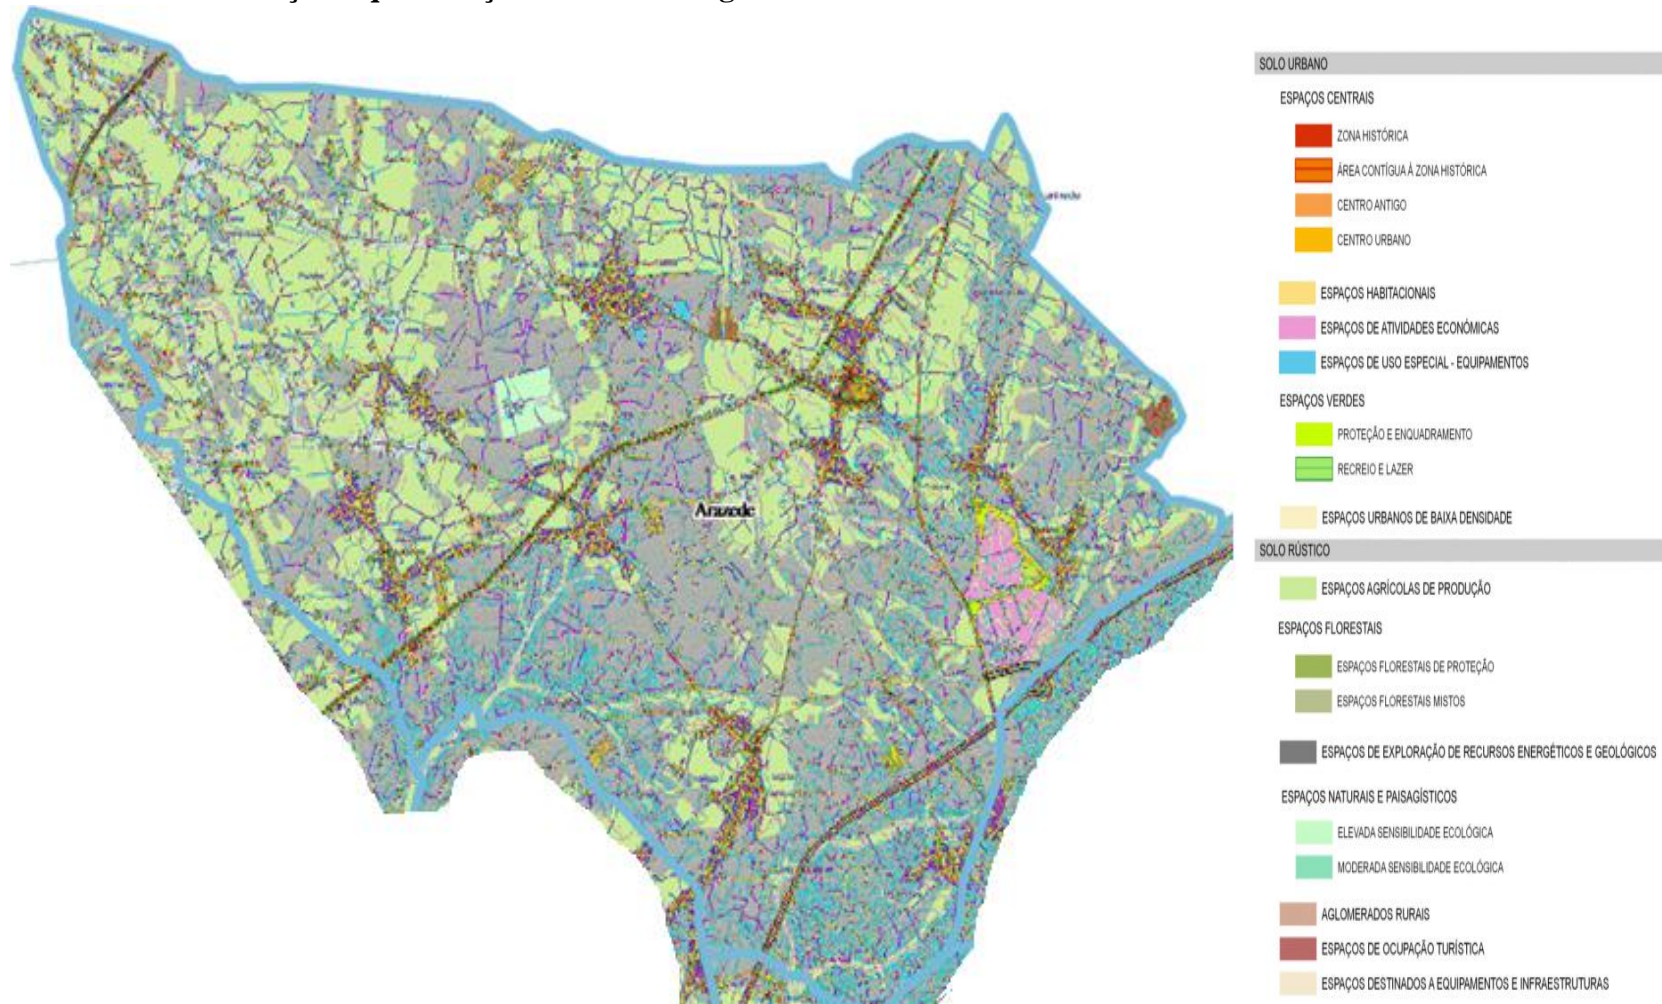 Arazede
SOLO URBANO
ESPAÇOS CENTRAIS
ZONA HISTÓRICA
ÁREA CONTÍGUA À ZONA HISTÓRICA
CENTRO ANTIGO
CENTRO URBANO
ESPAÇOS HABITACIONAIS
ESPAÇOS DE ATIVIDADES ECONÓMICAS
ESPAÇOS DE USO ESPECIAL - EQUIPAMENTOS
ESPAÇOS VERDES
PROTEÇÃO E ENQUADRAMENTO
RECREIO E LAZER
ESPAÇOS URBANOS DE BAIXA DENSIDADE
SOLO RÚSTICO
ESPAÇOS AGRÍCOLAS DE PRODUÇÃO
ESPAÇOS FLORESTAIS
ESPAÇOS FLORESTAIS DE PROTEÇÃO
ESPAÇOS FLORESTAIS MISTOS
ESPAÇOS DE EXPLORAÇÃO DE RECURSOS ENERGÉTICOS E GEOLÓGICOS
ESPAÇOS NATURAIS E PAISAGÍSTICOS
ELEVADA SENSIBILIDADE ECOLÓGICA
MODERADA SENSIBILIDADE ECOLÓGICA
AGLOMERADOS RURAIS
ESPAÇOS DE OCUPAÇÃO TURÍSTICA
ESPAÇOS DESTINADOS A EQUIPAMENTOS E INFRAESTRUTURAS